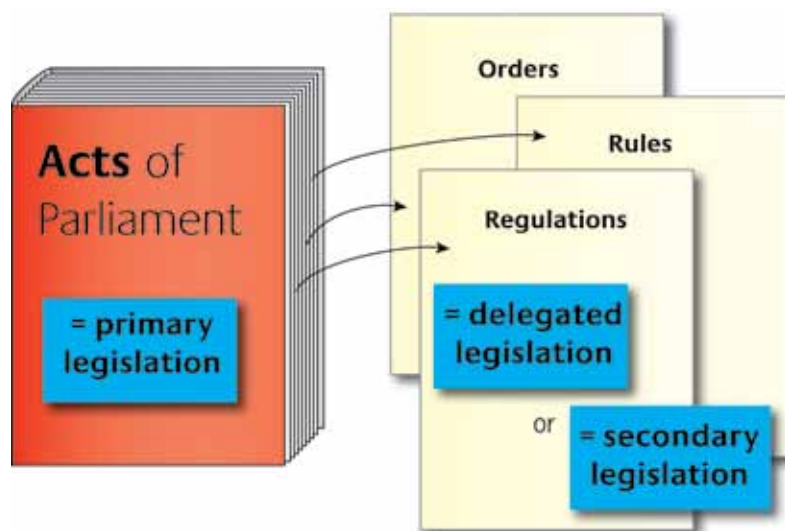 Acts of
Parliament
= primary
legislation
Orders
Rules
Regulations
= delegated
legislation
or
= secondary
legislation